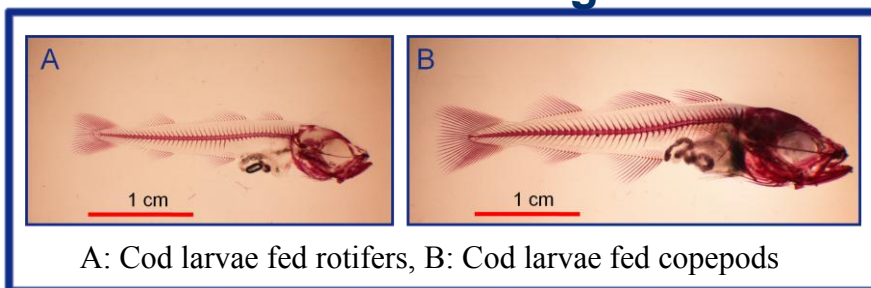 A
B
1 cm
1 cm
A: Cod larvae fed rotifers, B: Cod larvae fed copepods